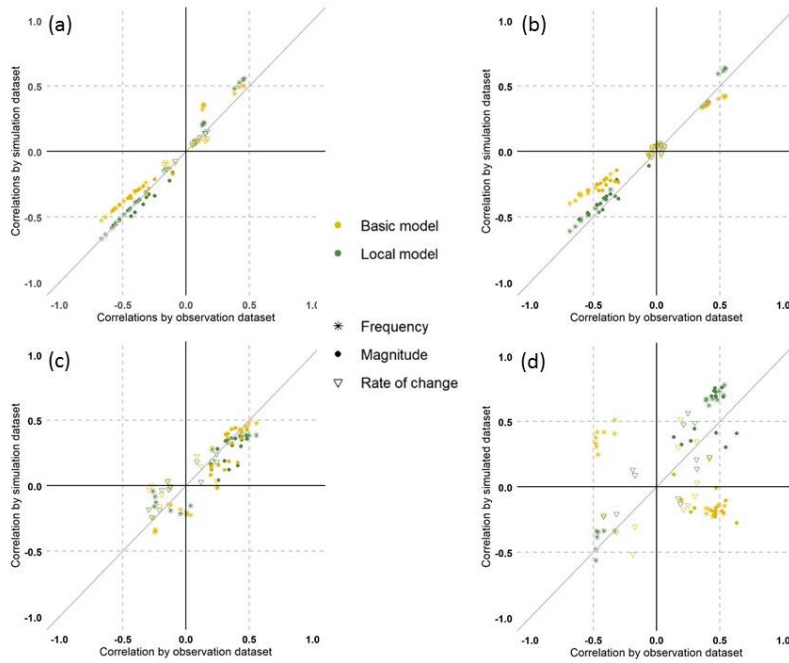 (a)
1.0
0.5
0.0
-0.5
-1.0
Correlations by simulation dataset
-1.0 -0.5 0.0 0.5 1.0
Correlations by observation dataset
(b)
1.0
0.5
0.0
-0.5
-1.0
Correlations by simulation dataset
-1.0 -0.5 0.0 0.5 1.0
Correlations by observation dataset
Basic model
Local model
Frequency
Magnitude
Rate of change
(c)
1.0
0.5
0.0
-0.5
-1.0
Correlation by simulation dataset
-1.0 -0.5 0.0 0.5 1.0
Correlation by observation dataset
(d)
1.0
0.5
0.0
-0.5
-1.0
Correlation by simulated dataset
-1.0 -0.5 0.0 0.5 1.0
Correlation by observation dataset